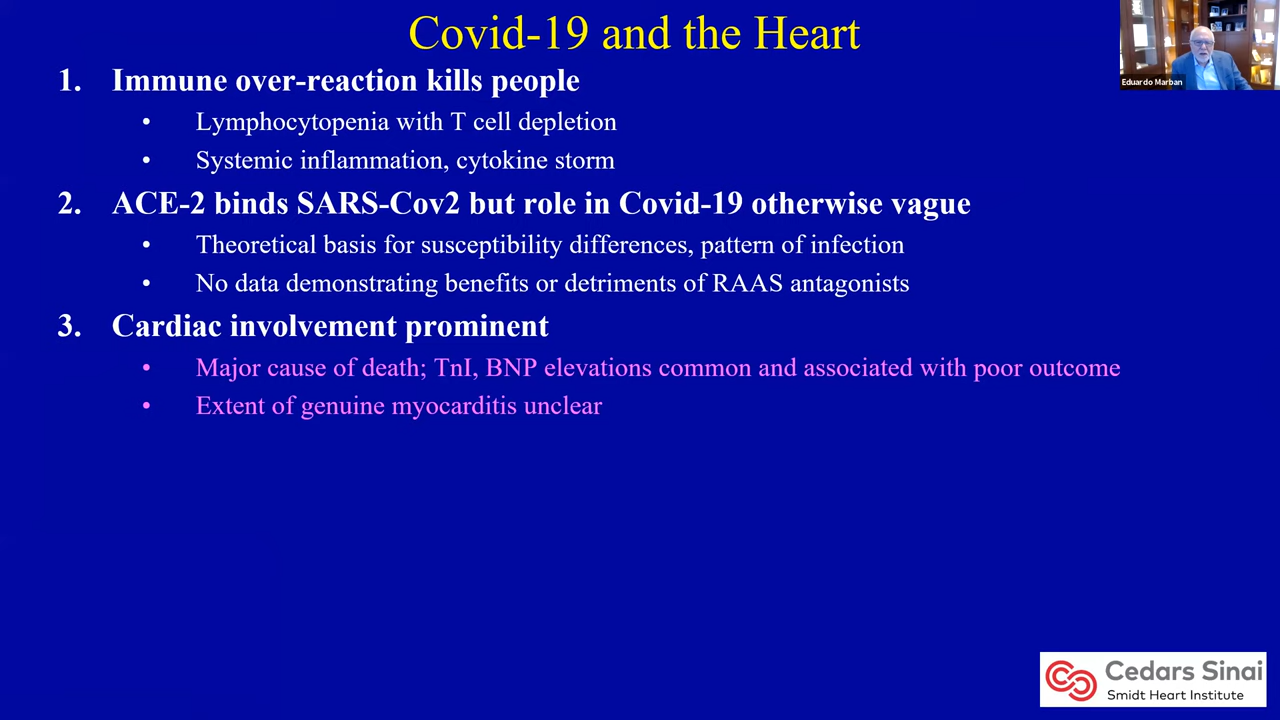 Covid-19 and the Heart
Eduardo Marban
1. Immune over-reaction kills people
• Lymphocytopenia with T cell depletion
• Systemic inflammation, cytokine storm
2. ACE-2 binds SARS-Cov2 but role in Covid-19 otherwise vague
• Theoretical basis for susceptibility differences, pattern of infection
• No data demonstrating benefits or detriments of RAAS antagonists
3. Cardiac involvement prominent
• Major cause of death; TnI, BNP elevations common and associated with poor outcome
• Extent of genuine myocarditis unclear
Cedars Sinai
Smidt Heart Institute